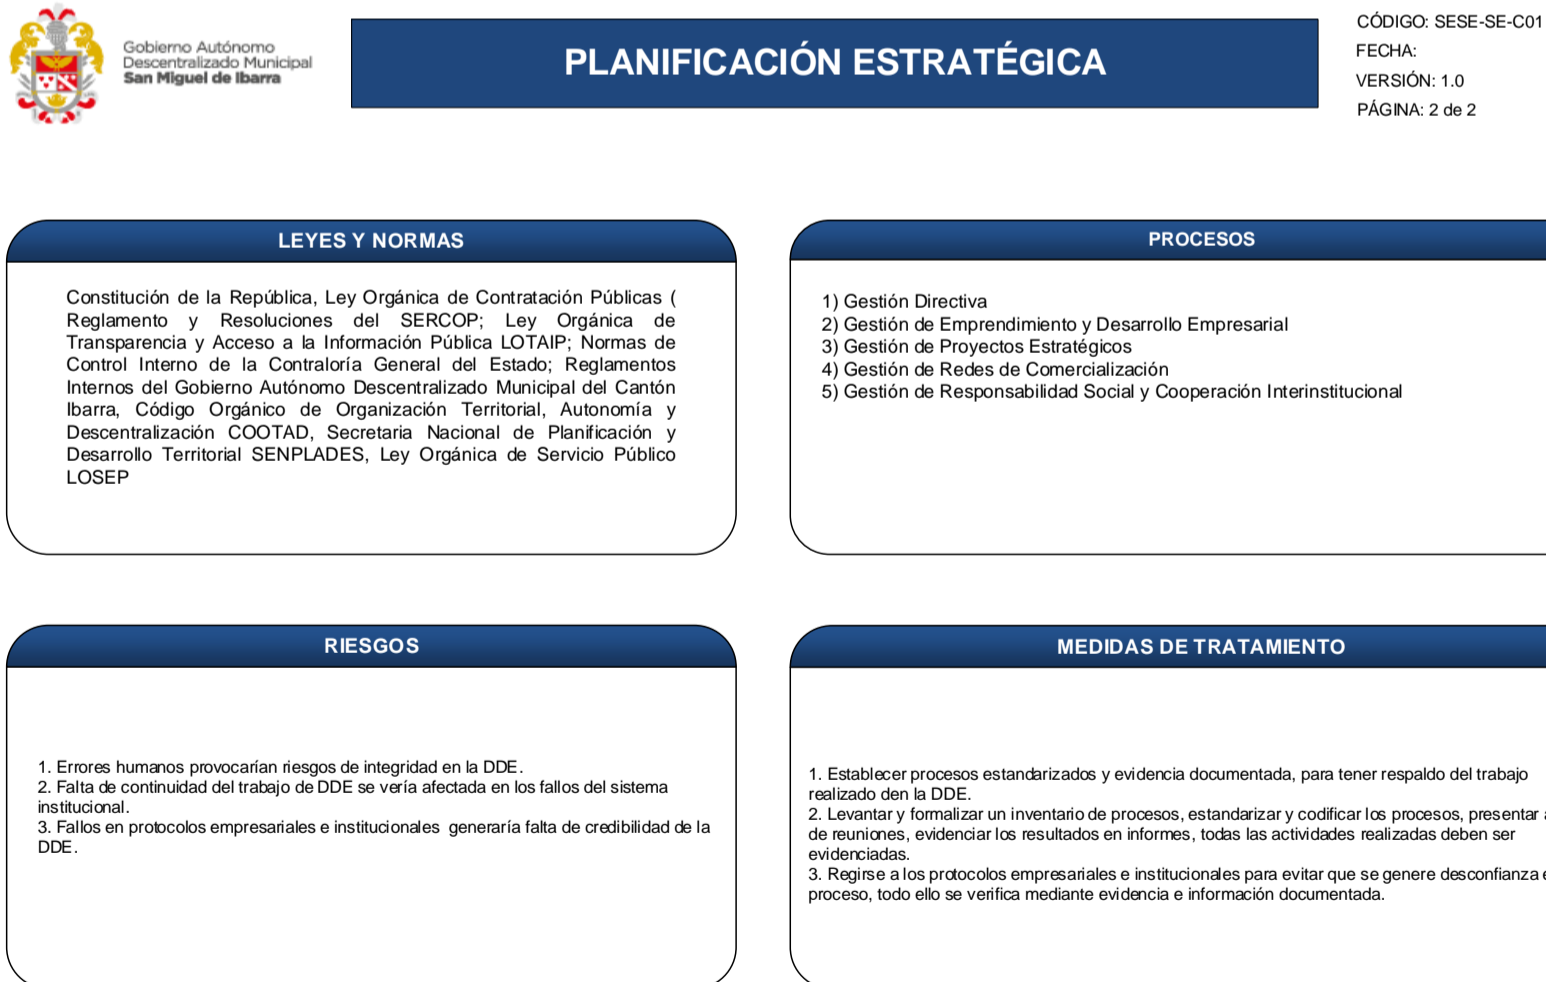 Gobierno Autónomo
Descentralizado Municipal
San Miguel de Ibarra
PLANIFICACIÓN ESTRATÉGICA
CÓDIGO: SESE-SE-C01
FECHA:
VERSIÓN: 1.0
PÁGINA: 2 de 2
LEYES Y NORMAS
Constitución de la República, Ley Orgánica de Contratación Públicas (
Reglamento y Resoluciones del SERCOP; Ley Orgánica de
Transparencia y Acceso a la Información Pública LOTAIP; Normas de
Control Interno de la Contraloría General del Estado; Reglamentos
Internos del Gobierno Autónomo Descentralizado Municipal del Cantón
Ibarra, Código Orgánico de Organización Territorial, Autonomía y
Descentralización COOTAD, Secretaria Nacional de Planificación y
Desarrollo Territorial SENPLADES, Ley Orgánica de Servicio Público
LOSEP
PROCESOS
1) Gestión Directiva
2) Gestión de Emprendimiento y Desarrollo Empresarial
3) Gestión de Proyectos Estratégicos
4) Gestión de Redes de Comercialización
5) Gestión de Responsabilidad Social y Cooperación Interinstitucional
RIESGOS
1. Errores humanos provocarían riesgos de integridad en la DDE.
2. Falta de continuidad del trabajo de DDE se vería afectada en los fallos del sistema
institucional.
3. Fallos en protocolos empresariales e institucionales generaría falta de credibilidad de la
DDE.
MEDIDAS DE TRATAMIENTO
1. Establecer procesos estandarizados y evidencia documentada, para tener respaldo del trabajo
realizado den la DDE.
2. Levantar y formalizar un inventario de procesos, estandarizar y codificar los procesos, presentar
de reuniones, evidenciar los resultados en informes, todas las actividades realizadas deben ser
evidenciadas.
3. Regirse a los protocolos empresariales e institucionales para evitar que se genere desconfianza
proceso, todo ello se verifica mediante evidencia e información documentada.